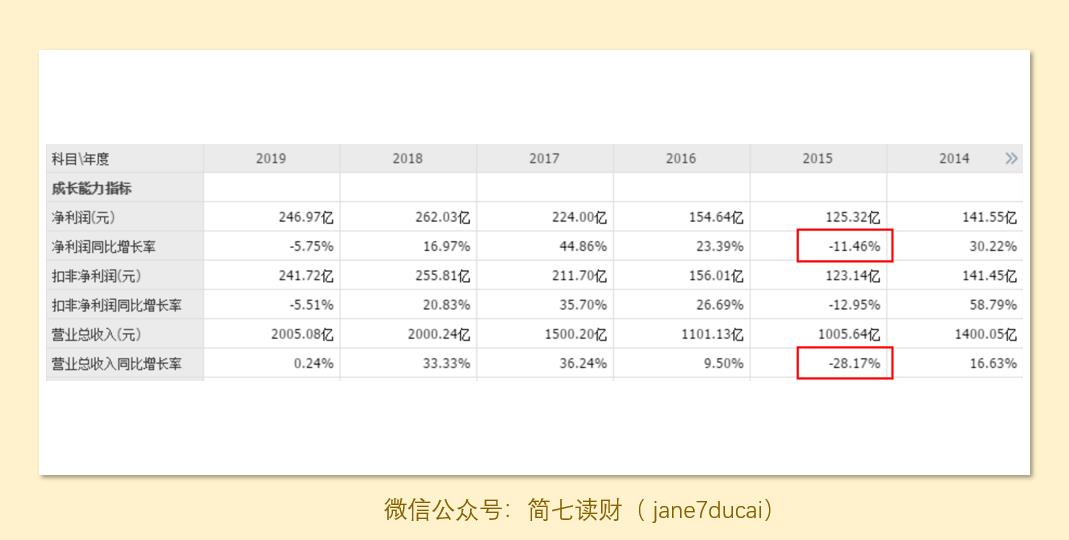 科目\年度 2019 2018 2017 2016 2015 2014 »
成长能力指标
净利润(元) 246.97亿 262.03亿 224.00亿 154.64亿 125.32亿 141.55亿
净利润同比增长率 -5.75% 16.97% 44.86% 23.39% -11.46% 30.22%
扣非净利润(元) 241.72亿 255.81亿 211.70亿 156.01亿 123.14亿 141.45亿
扣非净利润同比增长率 -5.51% 20.83% 35.70% 26.69% -12.95% 58.79%
营业总收入(元) 2005.08亿 2000.24亿 1500.20亿 1101.13亿 1005.64亿 1400.05亿
营业总收入同比增长率 0.24% 33.33% 36.24% 9.50% -28.17% 16.63%
微信公众号：简七读财（jane7ducai）